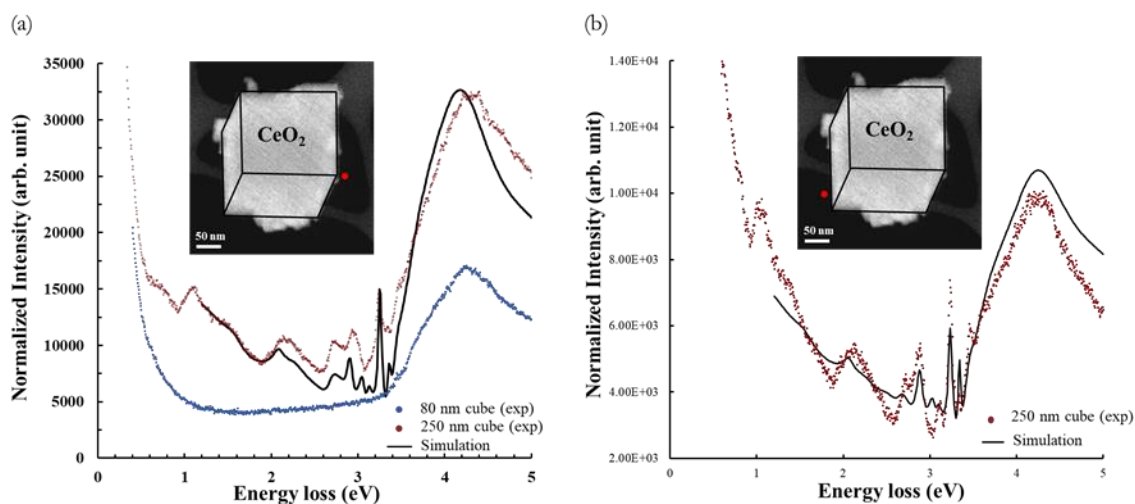 (a)
Normalized Intensity (arb. unit)
35000
30000
25000
20000
15000
10000
5000
0
0
1
2
3
4
5
Energy loss (eV)
CeO2
50 nm
80 nm cube (exp)
250 nm cube (exp)
Simulation
(b)
Normalized Intensity (arb. unit)
1.40E+04
1.20E+04
1.00E+04
8.00E+03
6.00E+03
4.00E+03
2.00E+03
0
1
2
3
4
5
Energy loss (eV)
CeO2
50 nm
250 nm cube (exp)
Simulation